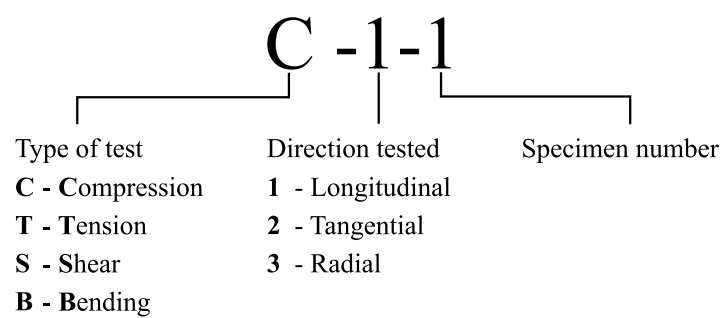 C -1-1
Type of test
C - Compression
T - Tension
S - Shear
B - Bending
Direction tested
1 - Longitudinal
2 - Tangential
3 - Radial
Specimen number